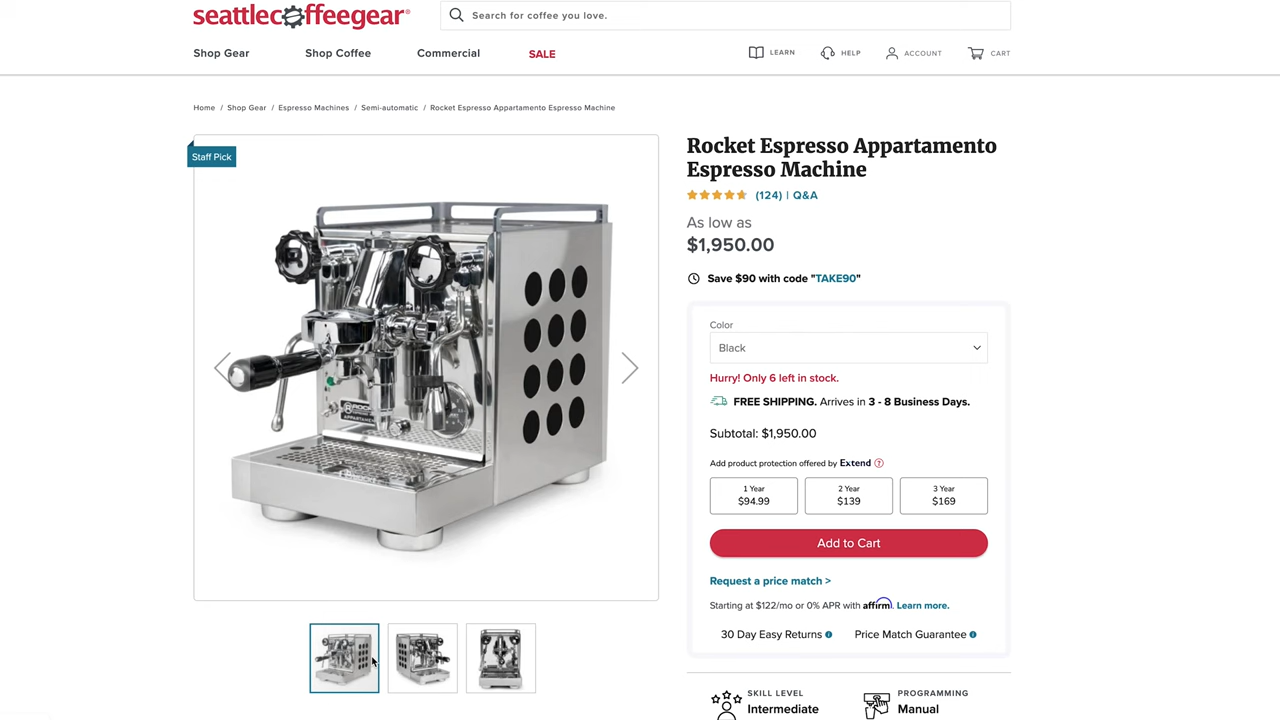 seattlecoffeegear®
Search for coffee you love.
Shop Gear
Shop Coffee
Commercial
SALE
LEARN
HELP
ACCOUNT
CART
Home / Shop Gear / Espresso Machines / Semi-automatic / Rocket Espresso Appartamento Espresso Machine
Staff Pick
ROCKET
APPARTAMENTO
Rocket Espresso Appartamento
Espresso Machine
(124) | Q&A
As low as
$1,950.00
Save $90 with code "TAKE90"
Color
Black
Hurry! Only 6 left in stock.
FREE SHIPPING. Arrives in 3 - 8 Business Days.
Subtotal: $1,950.00
Add product protection offered by Extend ?
1 Year
$94.99
2 Year
$139
3 Year
$169
Add to Cart
Request a price match >
Starting at $122/mo or 0% APR with affirm. Learn more.
30 Day Easy Returns
Price Match Guarantee
SKILL LEVEL
Intermediate
PROGRAMMING
Manual